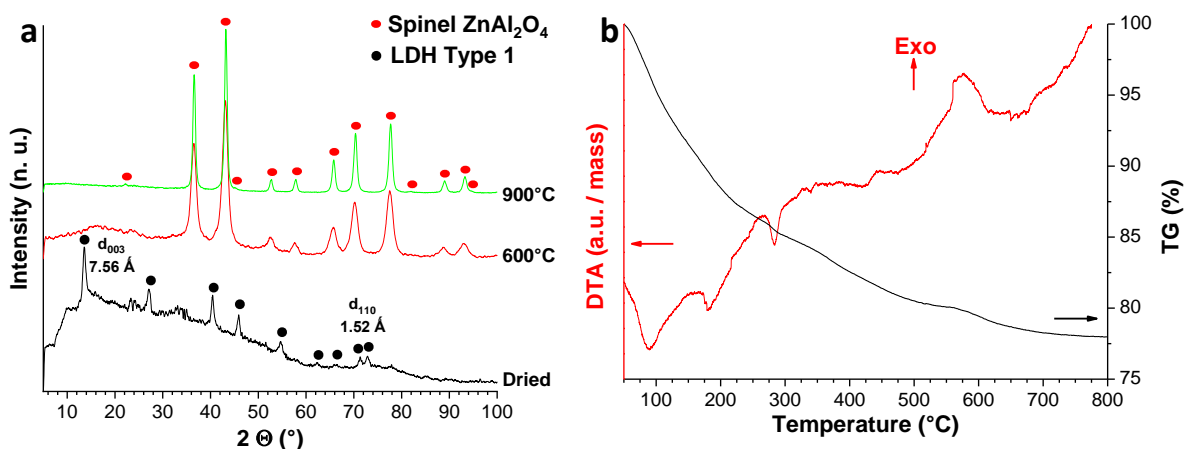 a
Spinel ZnAl₂O₄
LDH Type 1
Intensity (n. u.)
900°C
600°C
Dried
d₀₀₃
7.56 Å
d₁₁₀
1.52 Å
10 20 30 40 50 60 70 80 90 100
2 Θ (°)
b
Exo
DTA (a.u. / mass)
TG (%)
100
95
90
85
80
75
100 200 300 400 500 600 700 800
Temperature (°C)